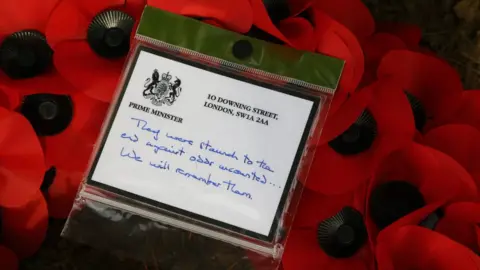 10 DOWNING STREET,
LONDON, SW1A 2AA
PRIME MINISTER
They were staunch to the
end against odds uncounted...
We will remember them